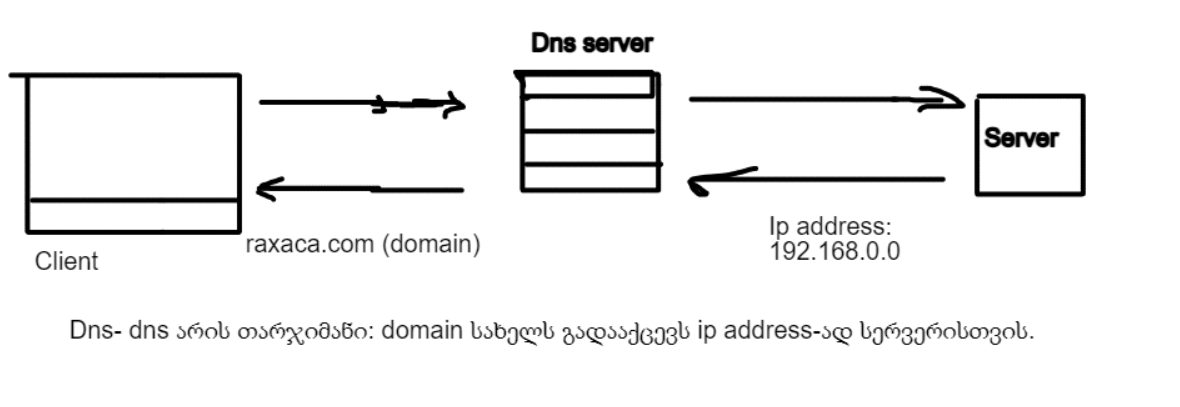 Dns server
Server
Client
raxaca.com (domain)
Ip address:
192.168.0.0
Dns- dns არის თარჯიმანი: domain სახელს გადააქცევს ip address-ად სერვერისთვის.